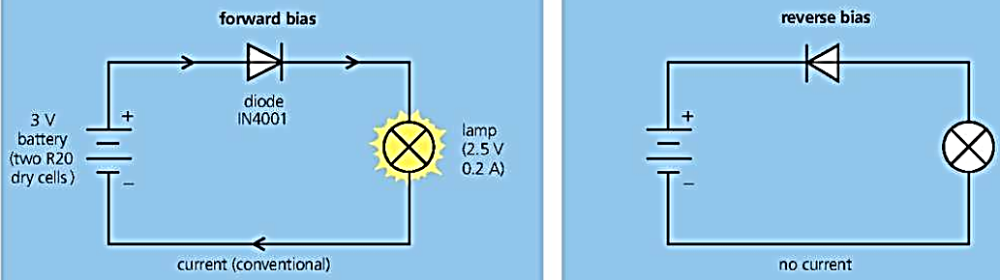 forward bias
diode
IN4001
3 V
battery
(two R20
dry cells)
+
–
lamp
(2.5 V
0.2 A)
current (conventional)
reverse bias
+
–
no current